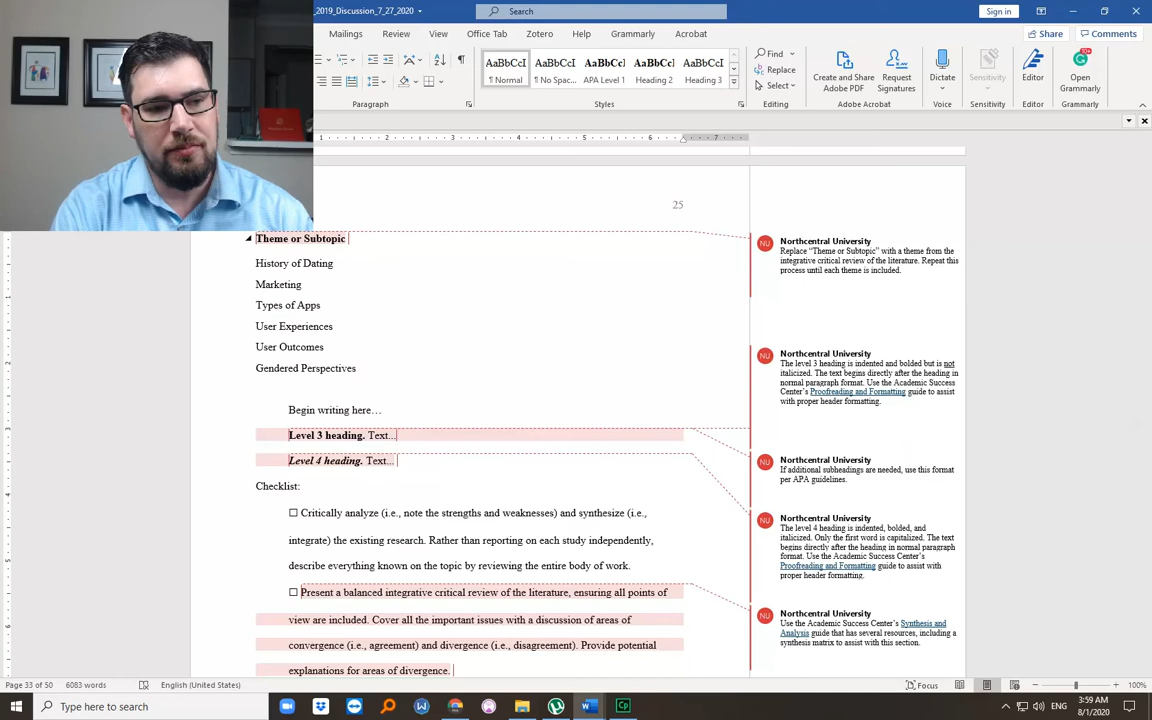 _2019_Discussion_7_27_2020
Search
Sign in
Mailings Review View Office Tab Zotero Help Grammarly Acrobat
Share Comments
AaBbCcI AaBbCcI AaBbCcI AaBbCcI AaBbCcI
¶ Normal ¶ No Spac... APA Level 1 Heading 2 Heading 3
Find
Replace
Select
Create and Share Adobe PDF
Request Signatures
Dictate
Sensitivity
Editor
10+
Open Grammarly
Paragraph Styles Editing Adobe Acrobat Voice Sensitivity Editor Grammarly
1 2 3 4 5 6 7
25
Theme or Subtopic
History of Dating
Marketing
Types of Apps
User Experiences
User Outcomes
Gendered Perspectives
Begin writing here…
Level 3 heading. Text...
Level 4 heading. Text...
Checklist:
☐ Critically analyze (i.e., note the strengths and weaknesses) and synthesize (i.e.,
integrate) the existing research. Rather than reporting on each study independently,
describe everything known on the topic by reviewing the entire body of work.
☐ Present a balanced integrative critical review of the literature, ensuring all points of
view are included. Cover all the important issues with a discussion of areas of
convergence (i.e., agreement) and divergence (i.e., disagreement). Provide potential
explanations for areas of divergence.
NU Northcentral University
Replace “Theme or Subtopic” with a theme from the
integrative critical review of the literature. Repeat this
process until each theme is included.
NU Northcentral University
The level 3 heading is indented and bolded but is not
italicized. The text begins directly after the heading in
normal paragraph format. Use the Academic Success
Center’s Proofreading and Formatting guide to assist
with proper header formatting.
NU Northcentral University
If additional subheadings are needed, use this format
per APA guidelines.
NU Northcentral University
The level 4 heading is indented, bolded, and
italicized. Only the first word is capitalized. The text
begins directly after the heading in normal paragraph
format. Use the Academic Success Center’s
Proofreading and Formatting guide to assist with
proper header formatting.
NU Northcentral University
Use the Academic Success Center’s Synthesis and
Analysis guide that has several resources, including a
synthesis matrix to assist with this section.
Page 33 of 50 6083 words English (United States) Focus 100%
Type here to search
ENG
3:59 AM
8/1/2020